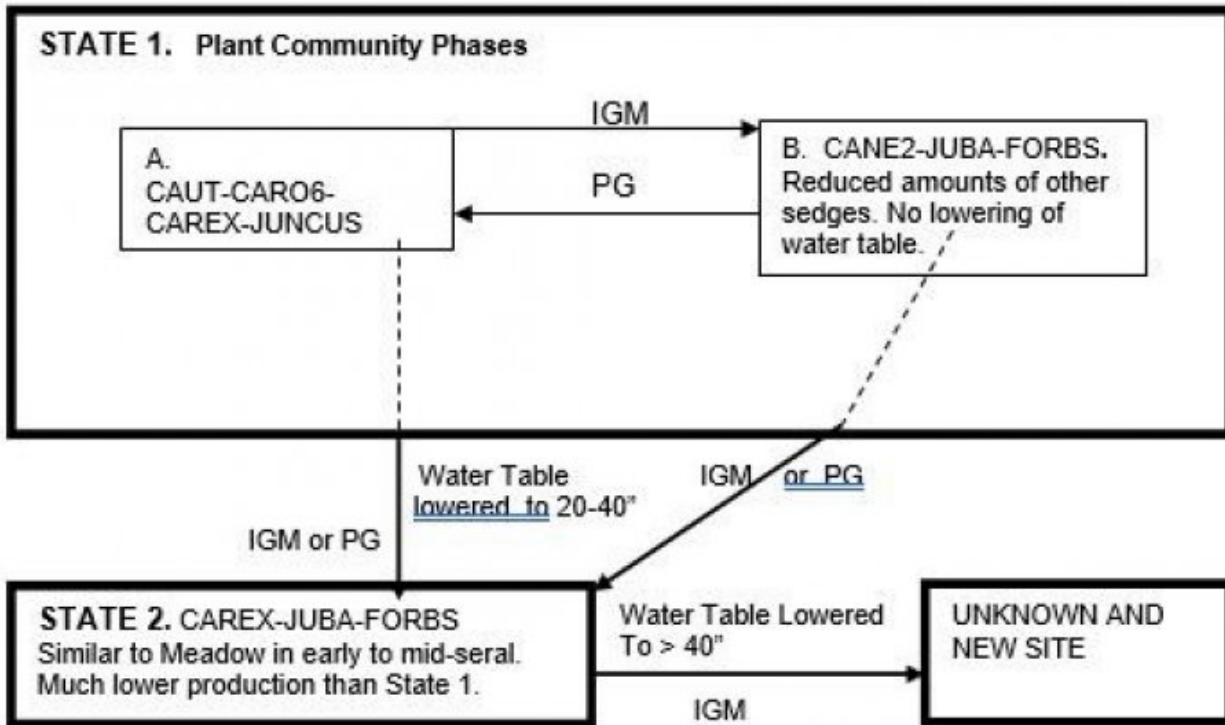 STATE 1. Plant Community Phases
IGM
A.
CAUT-CARO6-
CAREX-JUNCUS
PG
B. CANE2-JUBA-FORBS.
Reduced amounts of other
sedges. No lowering of
water table.
Water Table
lowered to 20-40”
IGM or PG
IGM or PG
STATE 2. CAREX-JUBA-FORBS
Similar to Meadow in early to mid-seral.
Much lower production than State 1.
Water Table Lowered
To > 40”
IGM
UNKNOWN AND
NEW SITE